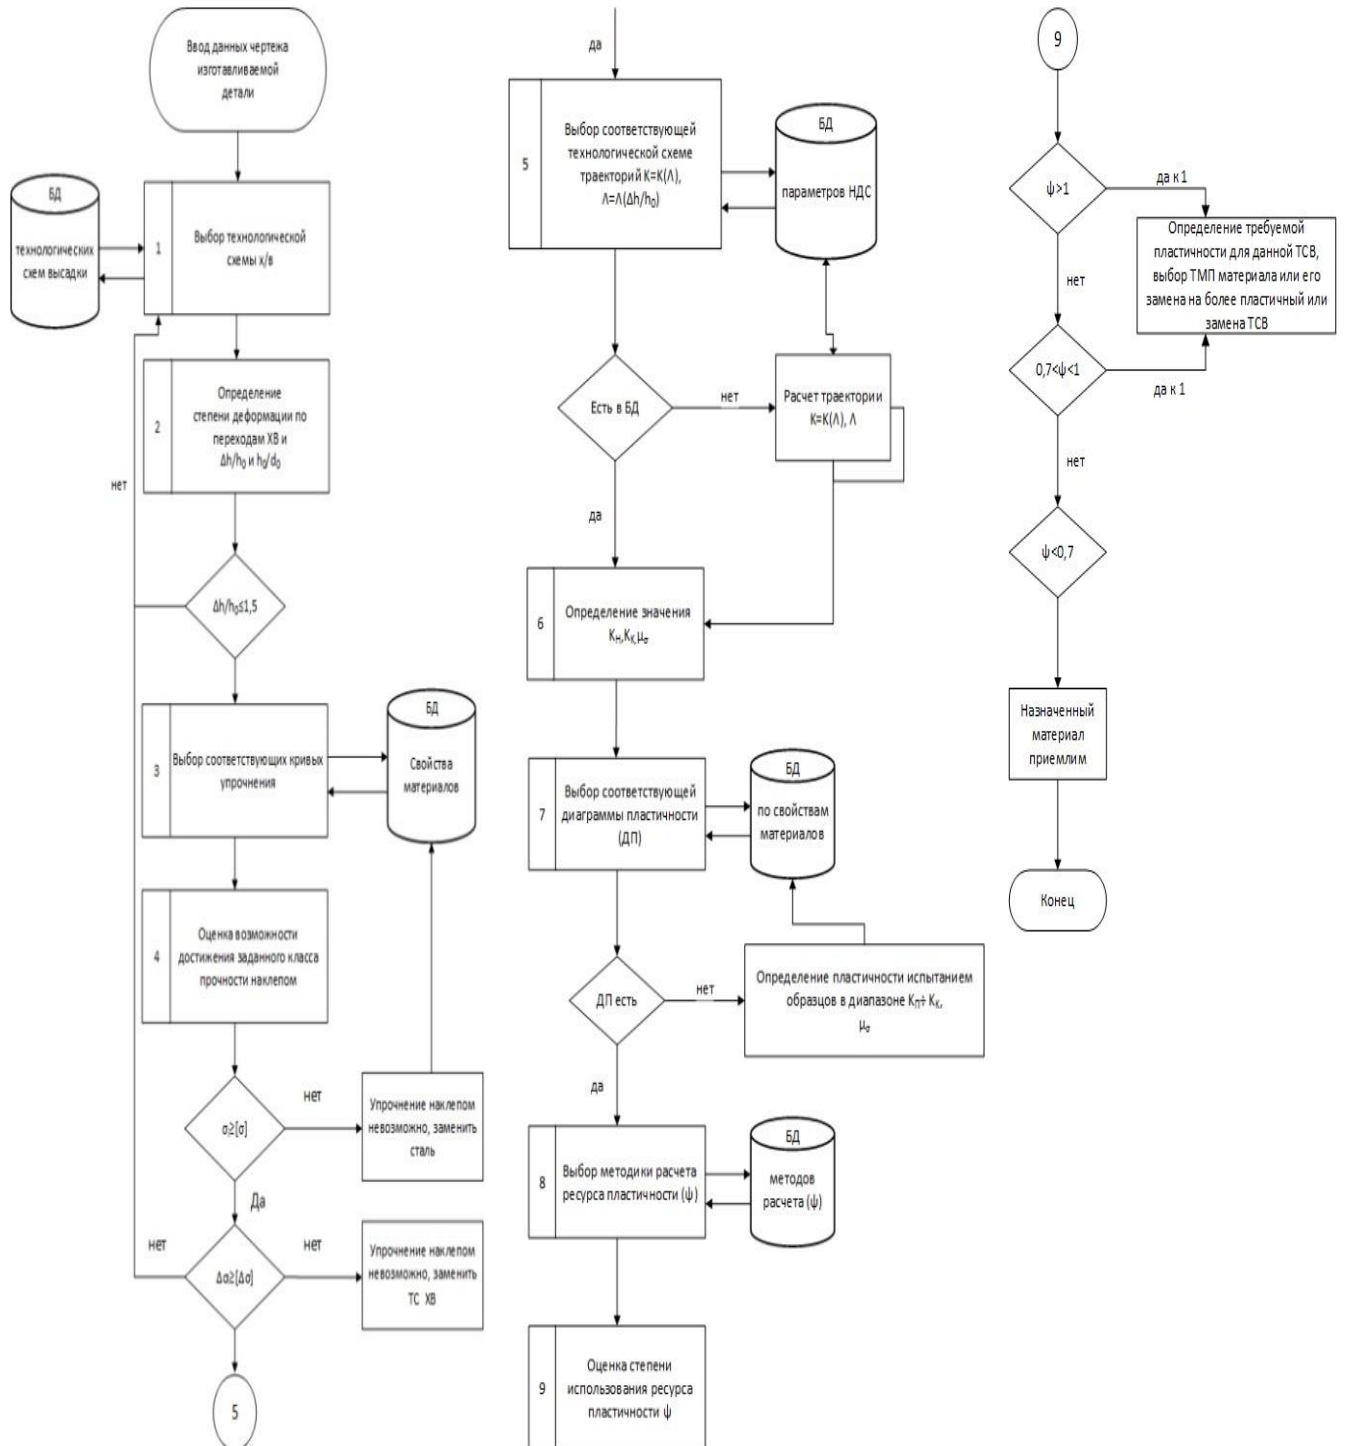 Ввод данных чертежа
изготавливаемой
детали
БД
технологических
схем высадки
1
Выбор технологической
схемы х/в
2
Определение
степени деформации по
переходам ХВ и
Δh/h₀ и h₀/d₀
нет
Δh/h₀≤1,5
3
Выбор соответствующих кривых
упрочнения
БД
Свойства
материалов
4
Оценка возможности
достижения заданного класса
прочности наклепом
σᵢ≥[σ]
нет
Упрочнение наклепом
невозможно, заменить
сталь
Да
нет
Δσ≥[Δσ]
нет
Упрочнение наклепом
невозможно, заменить
ТС ХВ
5
да
5
Выбор соответствующей
технологической схеме
траекторий К=К(Λ),
Λ=Λ(Δh/h₀)
БД
параметров НДС
Есть в БД
нет
Расчет траектории
К=К(Λ), Λ
да
6
Определение значения
Кн,Кк,μσ
7
Выбор соответствующей
диаграммы пластичности
(ДП)
БД
по свойствам
материалов
ДП есть
нет
Определение пластичности испытанием
образцов в диапазоне Кп÷ Кк,
μσ
да
8
Выбор методики расчета
ресурса пластичности (ψ)
БД
методов
расчета (ψ)
9
Оценка степени
использования ресурса
пластичности ψ
9
ψ>1
да к 1
Определение требуемой
пластичности для данной ТСВ,
выбор ТМП материала или его
замена на более пластичный или
замена ТСВ
нет
0,7<ψ<1
да к 1
нет
ψ<0,7
Назначенный
материал
приемлим
Конец